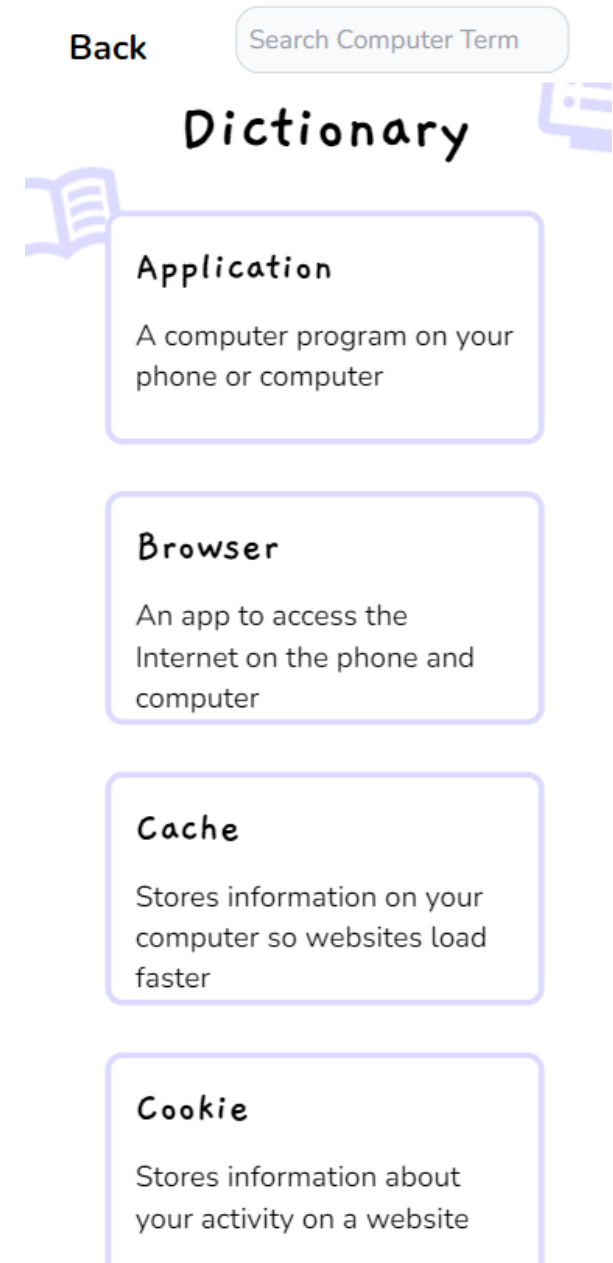 Back
Search Computer Term
Dictionary
Application
A computer program on your
phone or computer
Browser
An app to access the
Internet on the phone and
computer
Cache
Stores information on your
computer so websites load
faster
Cookie
Stores information about
your activity on a website